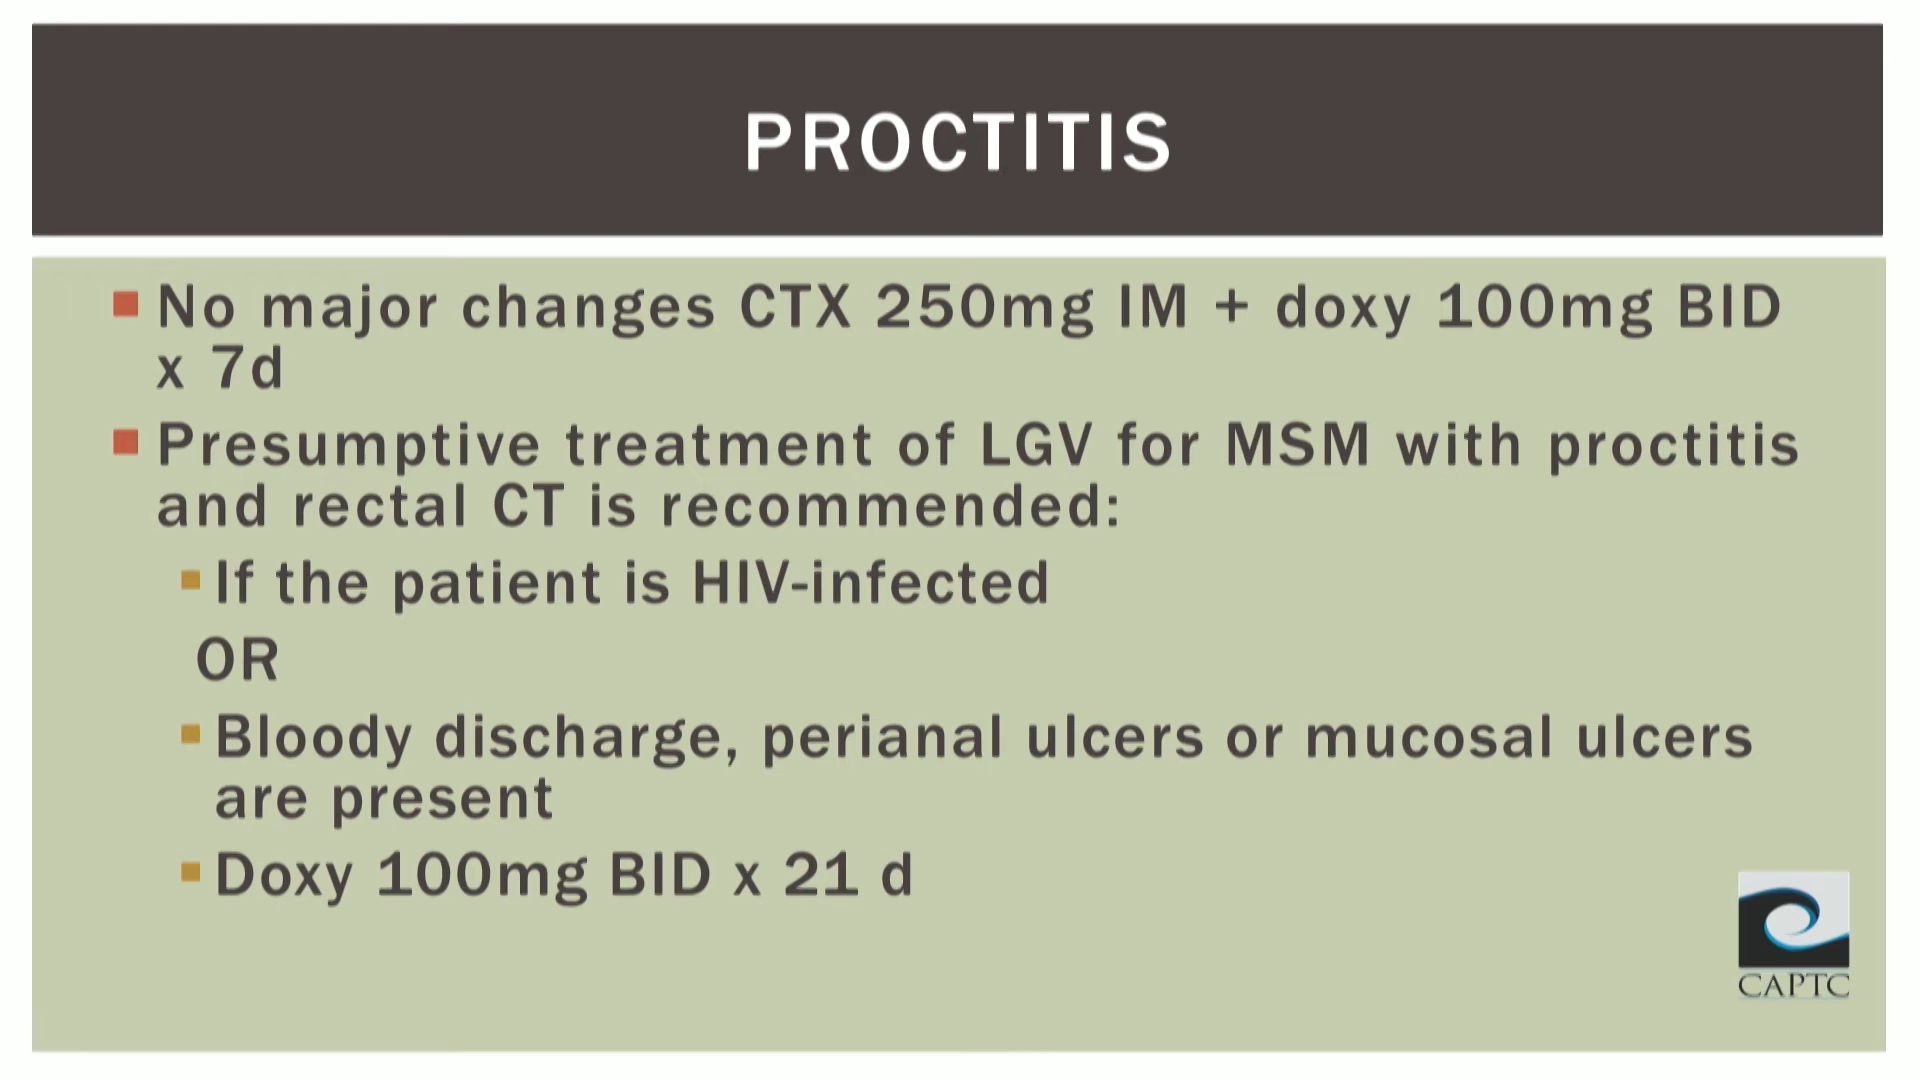 PROCTITIS
No major changes CTX 250mg IM + doxy 100mg BID
x 7d
Presumptive treatment of LGV for MSM with proctitis
and rectal CT is recommended:
If the patient is HIV-infected
OR
Bloody discharge, perianal ulcers or mucosal ulcers
are present
Doxy 100mg BID x 21 d
CAPTC